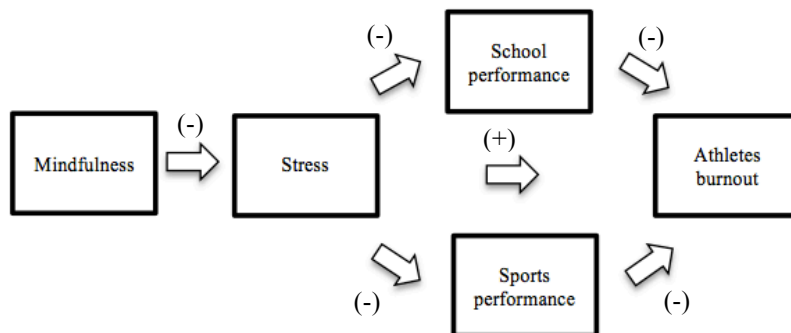 (-)
School
performance
(-)
Mindfulness
(-)
Stress
(+)
Athletes
burnout
(-)
Sports
performance
(-)